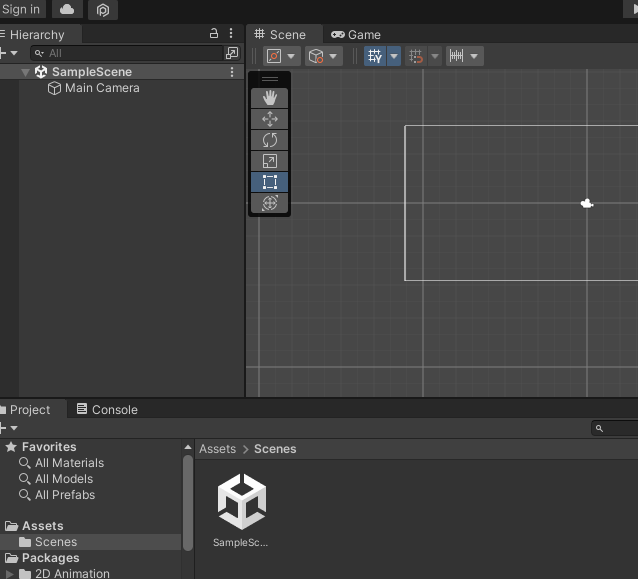 Sign in
Hierarchy
Scene
Game
All
SampleScene
Main Camera
Project
Console
Favorites
All Materials
All Models
All Prefabs
Assets
Scenes
Packages
2D Animation
Assets > Scenes
SampleSc...